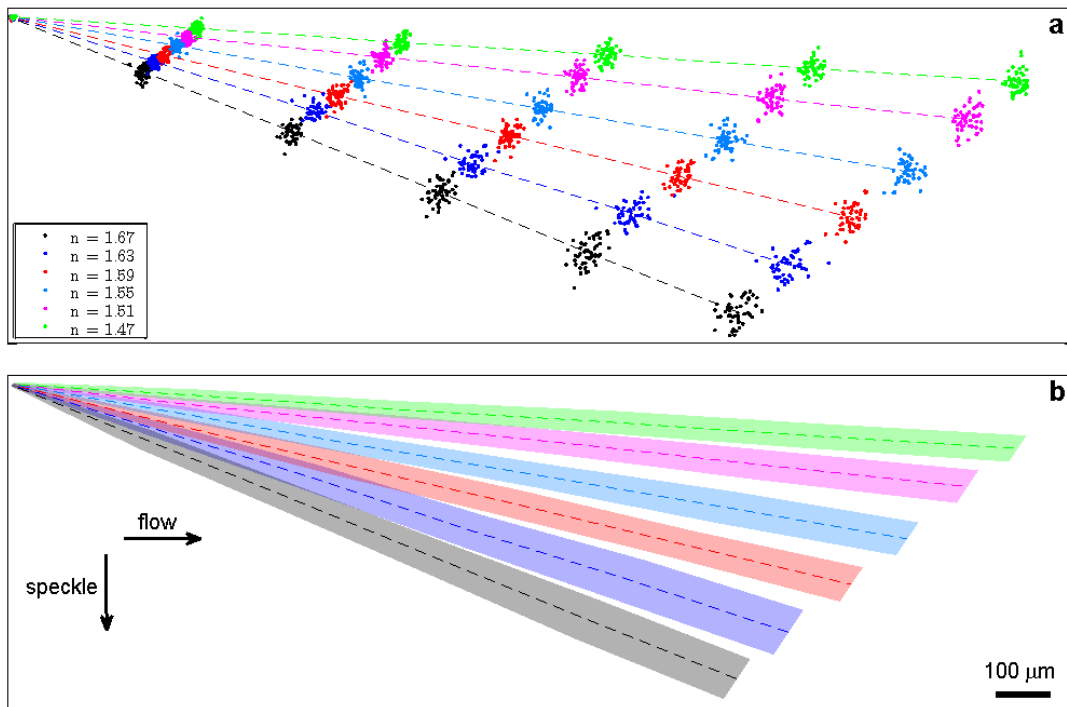 a
n = 1.67
n = 1.63
n = 1.59
n = 1.55
n = 1.51
n = 1.47
b
flow
speckle
100 μm